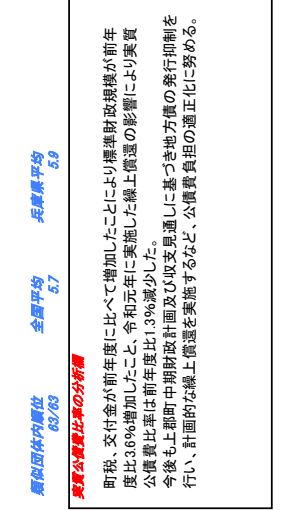 類似団体内順位 全国平均 兵庫県平均
63/63 5.7 5.9
実質公債費比率の分析欄
町税、交付金が前年度に比べて増加したことにより標準財政規模が前年
度比3.6%増加したこと、令和元年に実施した繰上償還の影響により実質
公債費比率は前年度比1.3%減少した。
今後も上郡町中期財政計画及び収支見通しに基づき地方債の発行抑制を
行い、計画的な繰上償還を実施するなど、公債費負担の適正化に努める。